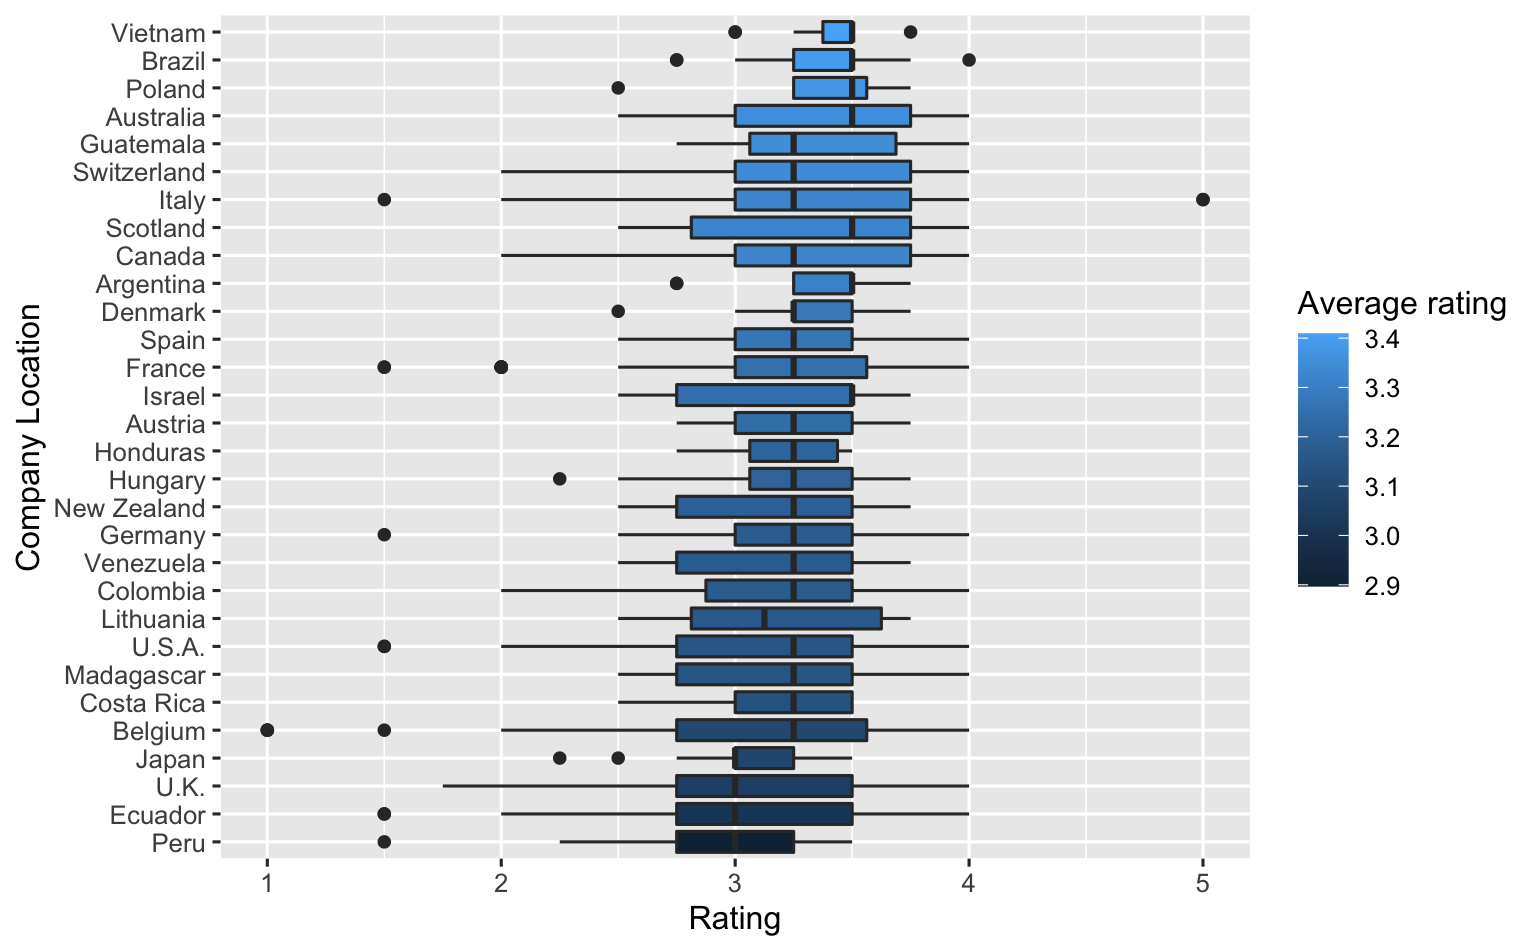 Vietnam
Brazil
Poland
Australia
Guatemala
Switzerland
Italy
Scotland
Canada
Argentina
Denmark
Spain
France
Israel
Austria
Honduras
Hungary
New Zealand
Germany
Venezuela
Colombia
Lithuania
U.S.A.
Madagascar
Costa Rica
Belgium
Japan
U.K.
Ecuador
Peru
Company Location
1 2 3 4 5
Rating
Average rating
3.4
3.3
3.2
3.1
3.0
2.9